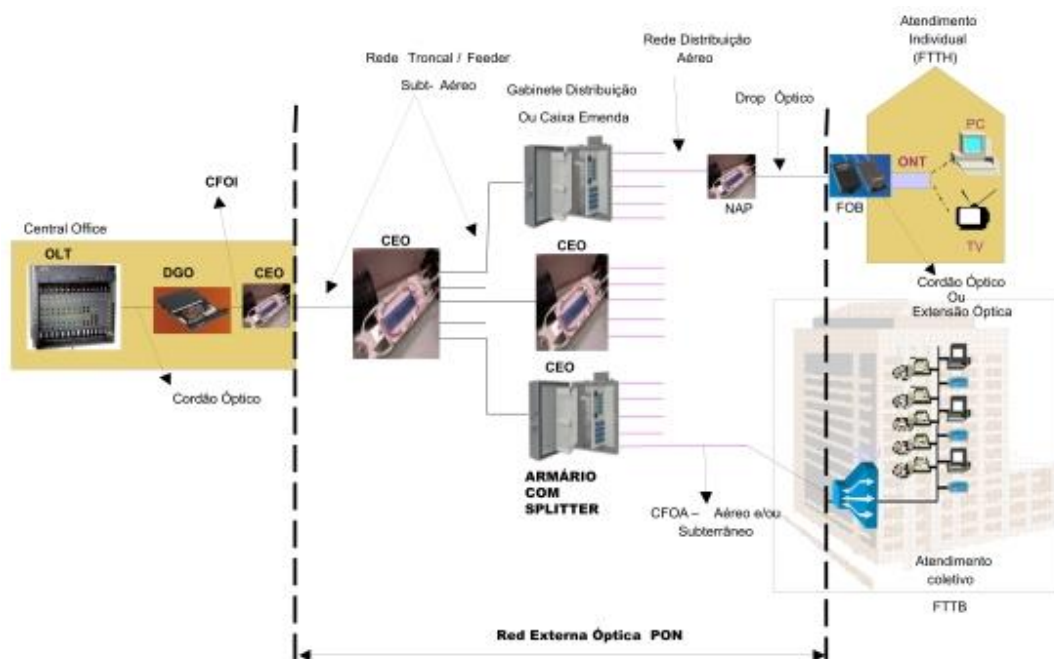 Atendimento
Individual
(FTTH)
Rede Distribuição
Aéreo
Rede Troncal / Feeder
Subt- Aéreo
Gabinete Distribuição
Ou Caixa Emenda
Drop Óptico
PC
ONT
CFOI
NAP
FOB
TV
Central Office
OLT
DGO
CEO
CEO
CEO
Cordão Óptico
Ou
Extensão Óptica
CEO
Cordão Óptico
ARMÁRIO
COM
SPLITTER
CFOA – Aéreo e/ou
Subterrâneo
Atendimento
coletivo
FTTB
Red Externa Óptica PON